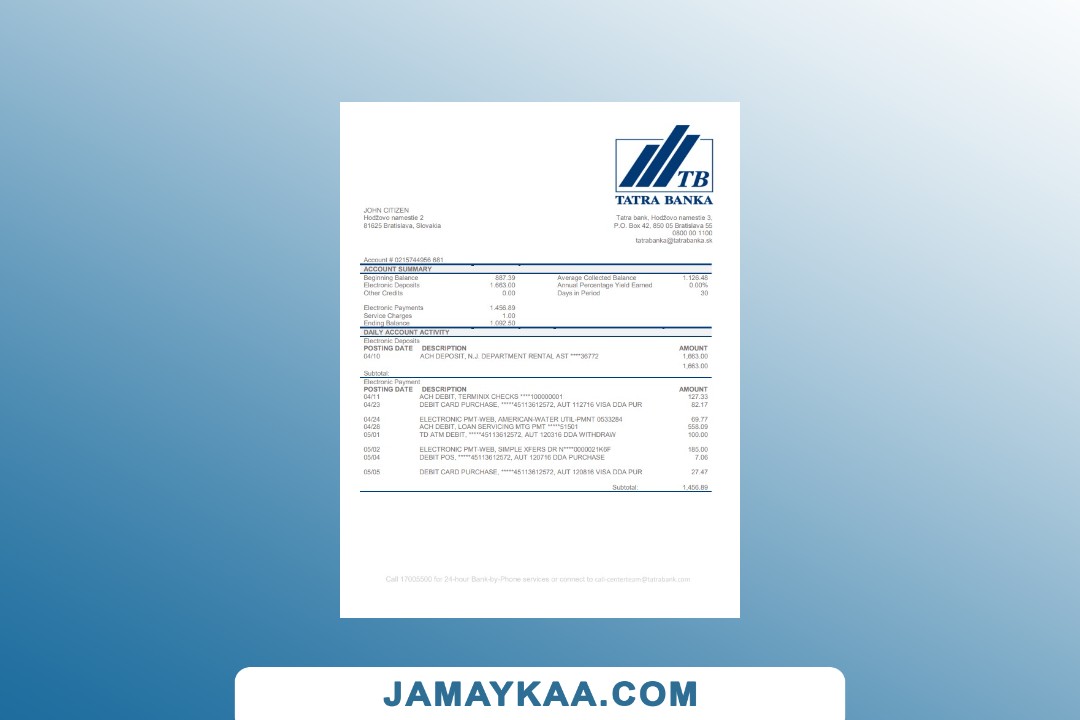 TB
TATRA BANKA
JOHN CITIZEN
Hodžovo namestie 2
81625 Bratislava, Slovakia
Tatra bank, Hodžovo namestie 3,
P.O. Box 42, 850 05 Bratislava 55
0800 00 1100
tatrabanka@tatrabanka.sk
Account # 0215744986 681
ACCOUNT SUMMARY
Beginning Balance 887.39 Average Collected Balance 1,126.48
Electronic Deposits 1,663.00 Annual Percentage Yield Earned 0.00%
Other Credits 0.00 Days in Period 30
Electronic Payments 1,456.89
Service Charges 1.00
Ending Balance 1,092.50
DAILY ACCOUNT ACTIVITY
Electronic Deposits
POSTING DATE DESCRIPTION AMOUNT
04/10 ACH DEPOSIT, N.J. DEPARTMENT RENTAL AST ****36772 1,663.00
1,663.00
Subtotal:
Electronic Payment
POSTING DATE DESCRIPTION AMOUNT
04/11 ACH DEBIT, TERMINIX CHECKS ****100000001 127.33
04/23 DEBIT CARD PURCHASE, *****45113612572, AUT 112716 VISA DDA PUR 82.17
04/24 ELECTRONIC PMT-WEB, AMERICAN-WATER UTIL-PMNT 0533284 69.77
04/28 ACH DEBIT, LOAN SERVICING MTG PMT *****51501 558.09
05/01 TD ATM DEBIT, *****45113612572, AUT 120316 DDA WITHDRAW 100.00
05/02 ELECTRONIC PMT-WEB, SIMPLE XFERS DR N****0000021K6F 185.00
05/04 DEBIT POS, *****45113612572, AUT 120716 DDA PURCHASE 7.06
05/05 DEBIT CARD PURCHASE, *****45113612572, AUT 120816 VISA DDA PUR 27.47
Subtotal: 1,456.89
Call 17005500 for 24-hour Bank-by-Phone services or connect to call-centerteam@tatrabank.com
JAMAYKAA.COM